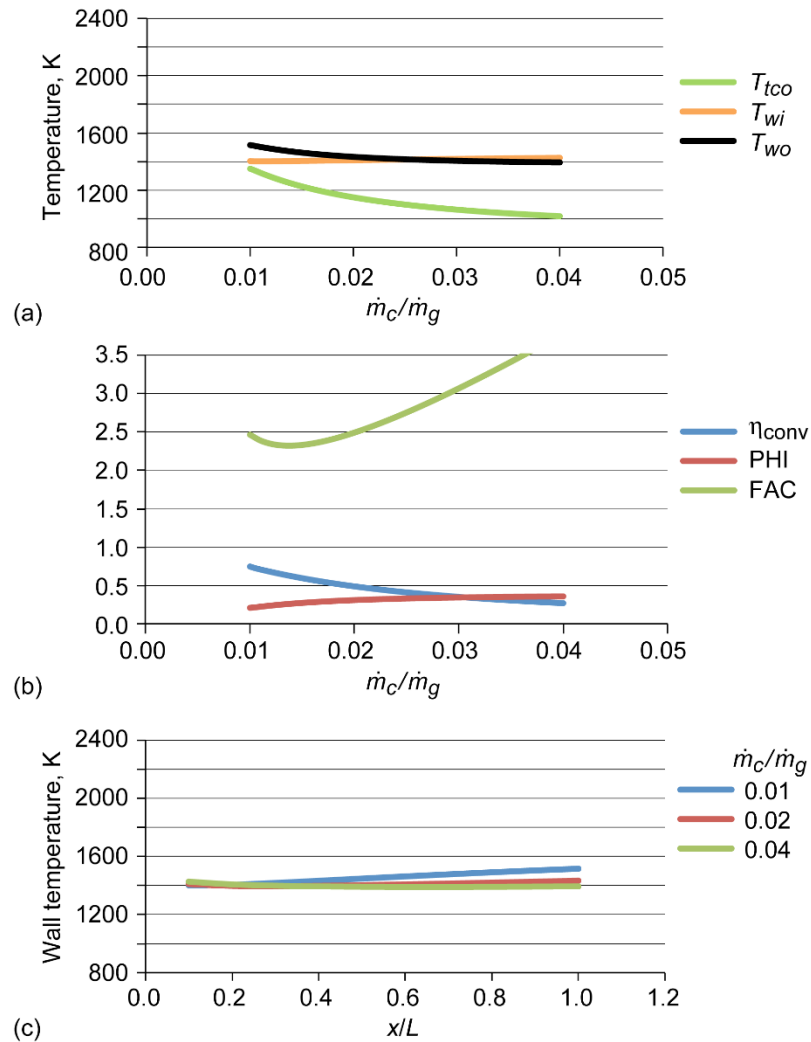 2400
2000
1600
1200
800
Temperature, K
0.00 0.01 0.02 0.03 0.04 0.05
ṁc/ṁg
Ttco
Twi
Two
(a)
3.5
3.0
2.5
2.0
1.5
1.0
0.5
0.0
0.00 0.01 0.02 0.03 0.04 0.05
ṁc/ṁg
ηconv
PHI
FAC
(b)
2400
2000
1600
1200
800
Wall temperature, K
0.0 0.2 0.4 0.6 0.8 1.0 1.2
x/L
ṁc/ṁg
0.01
0.02
0.04
(c)